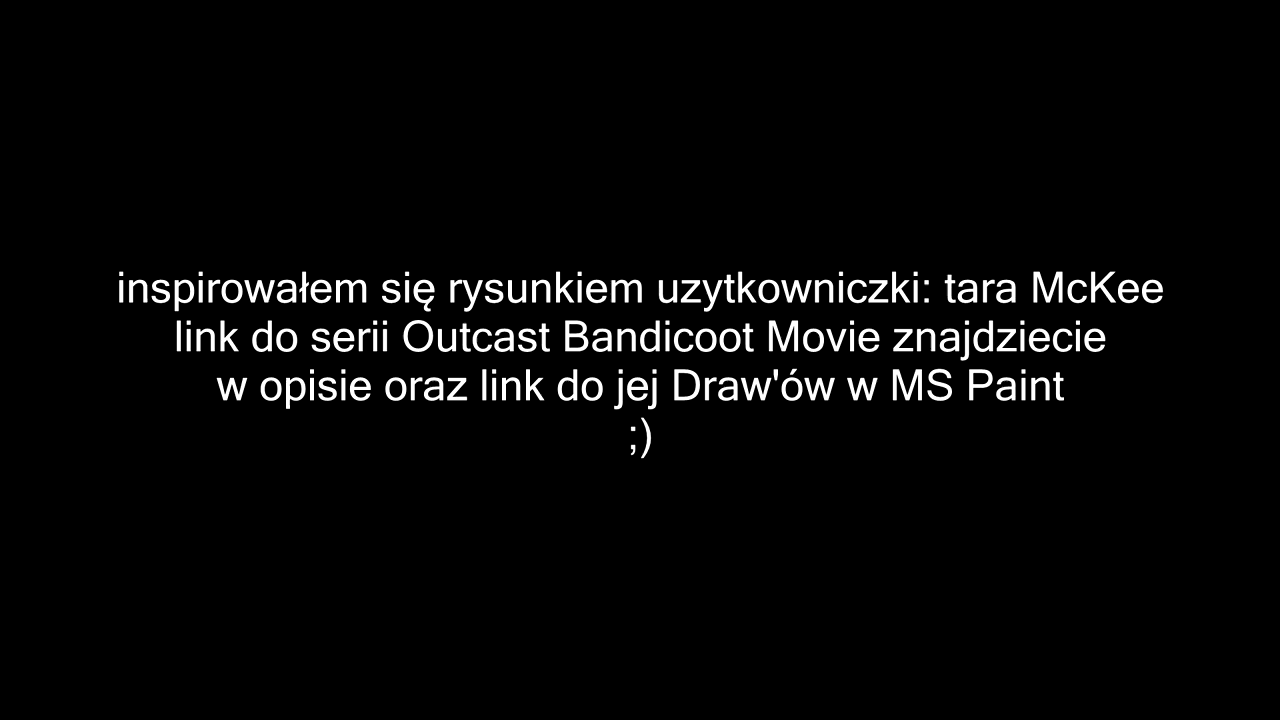 inspirowałem się rysunkiem uzytkowniczki: tara McKee
link do serii Outcast Bandicoot Movie znajdziecie
w opisie oraz link do jej Draw'ów w MS Paint
;)